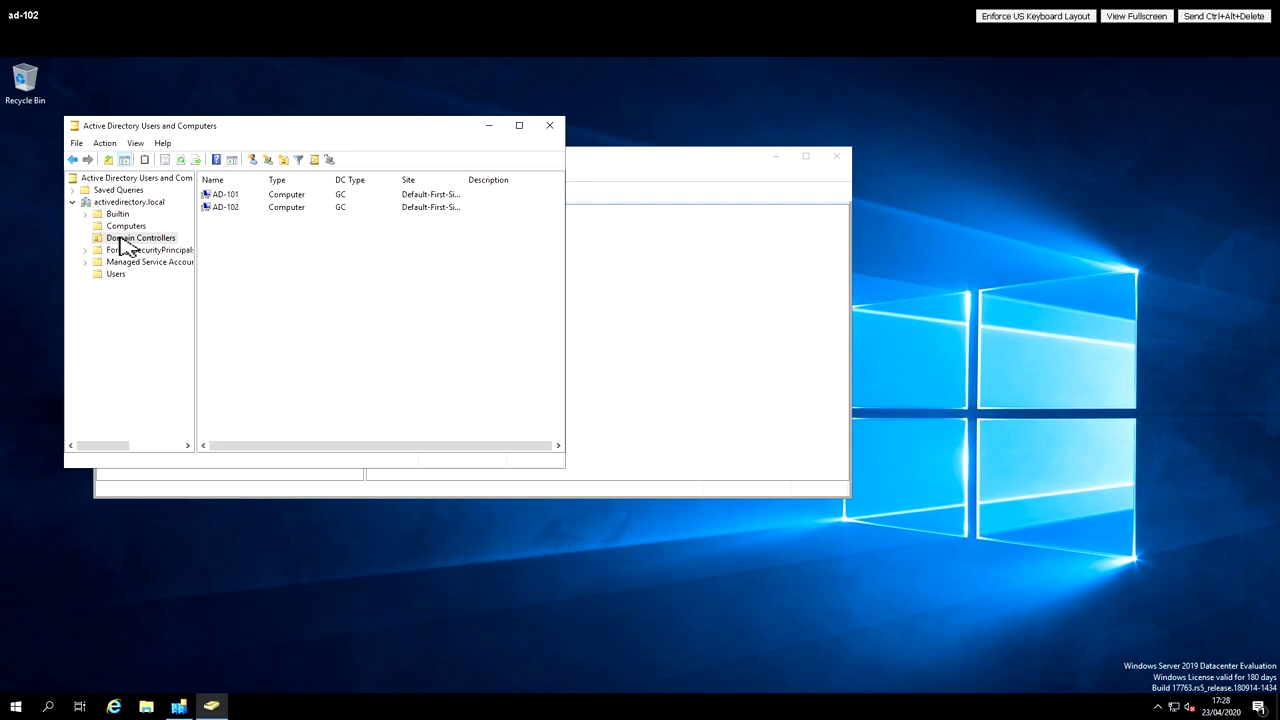 ad-102
Enforce US Keyboard Layout
View Fullscreen
Send Ctrl+Alt+Delete
Recycle Bin
Active Directory Users and Computers
File Action View Help
Active Directory Users and Com
Saved Queries
activedirectory.local
Builtin
Computers
Domain Controllers
ForeignSecurityPrincipals
Managed Service Accour
Users
Name Type DC Type Site Description
AD-101 Computer GC Default-First-Si...
AD-102 Computer GC Default-First-Si...
Windows Server 2019 Datacenter Evaluation
Windows License valid for 180 days
Build 17763.rs5_release.180914-1434
17:28
23/04/2020